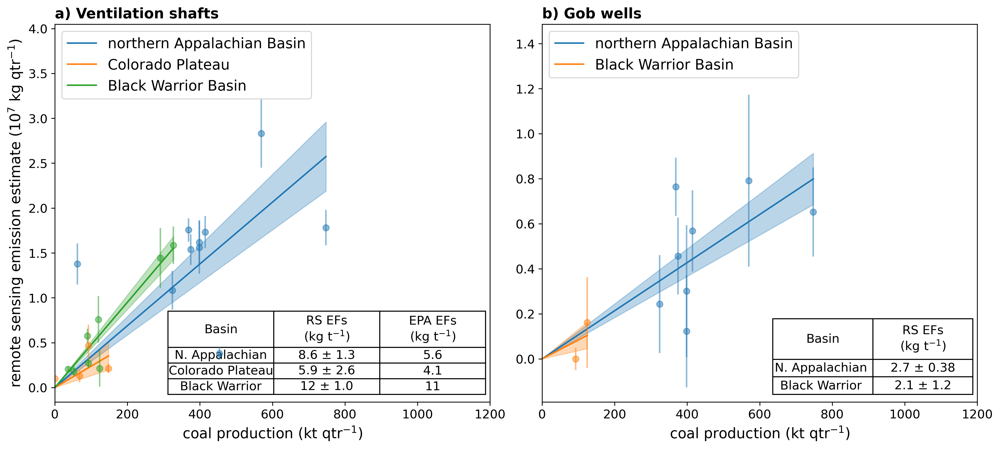 a) Ventilation shafts
4.0
3.5
3.0
2.5
2.0
1.5
1.0
0.5
0.0
remote sensing emission estimate (10⁷ kg qtr⁻¹)
northern Appalachian Basin
Colorado Plateau
Black Warrior Basin
Basin RS EFs (kg t⁻¹) EPA EFs (kg t⁻¹)
N. Appalachian 8.6 ± 1.3 5.6
Colorado Plateau 5.9 ± 2.6 4.1
Black Warrior 12 ± 1.0 11
0 200 400 600 800 1000 1200
coal production (kt qtr⁻¹)
b) Gob wells
1.4
1.2
1.0
0.8
0.6
0.4
0.2
0.0
northern Appalachian Basin
Black Warrior Basin
Basin RS EFs (kg t⁻¹)
N. Appalachian 2.7 ± 0.38
Black Warrior 2.1 ± 1.2
0 200 400 600 800 1000 1200
coal production (kt qtr⁻¹)